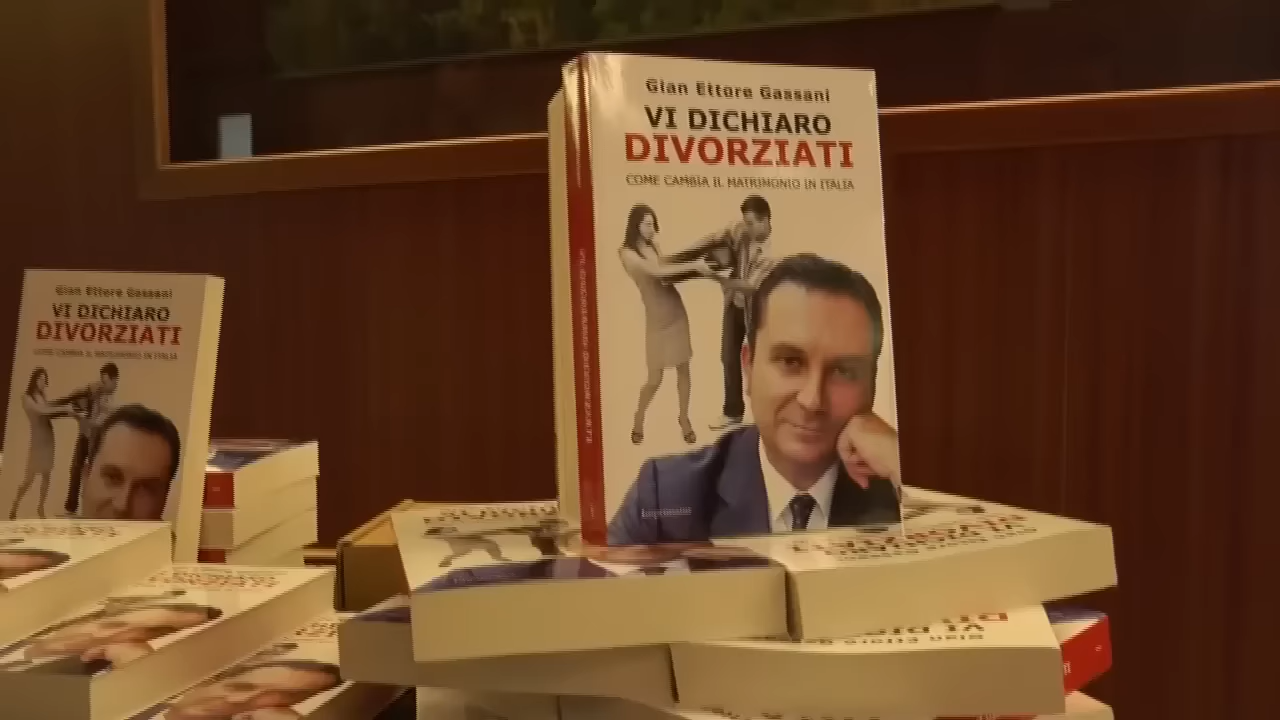 Gian Ettore Gassani
VI DICHIARO
DIVORZIATI
COME CAMBIA IL MATRIMONIO IN ITALIA
Imprimatur
Gian Ettore Gassani
VI DICHIARO
DIVORZIATI
COME CAMBIA IL MATRIMONIO IN ITALIA